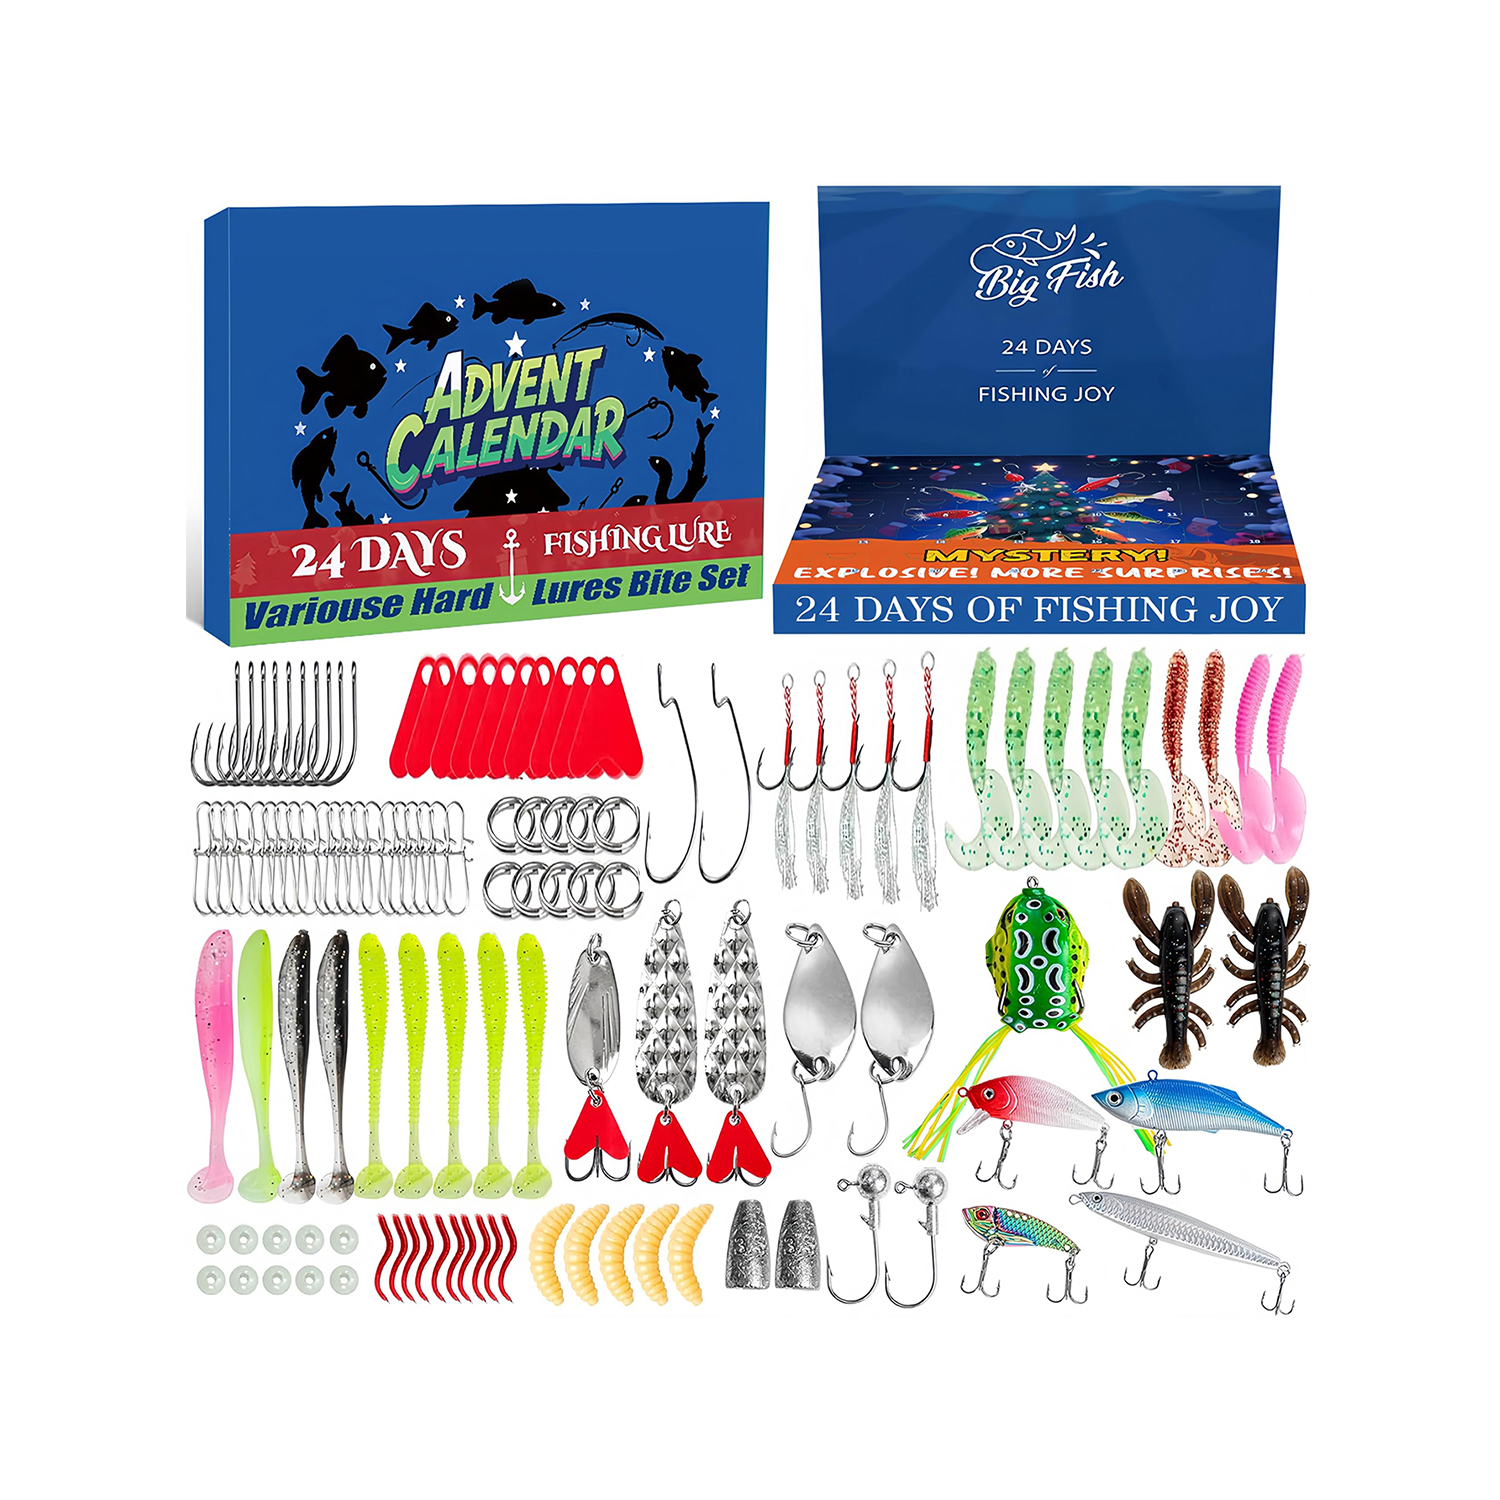 ADVENT
CALENDAR
24 DAYS
FISHING LURE
Variouse Hard
Lures Bite Set
Big Fish
24 DAYS
of
FISHING JOY
MYSTERY!
EXPLOSIVE! MORE SURPRISES!
24 DAYS OF FISHING JOY